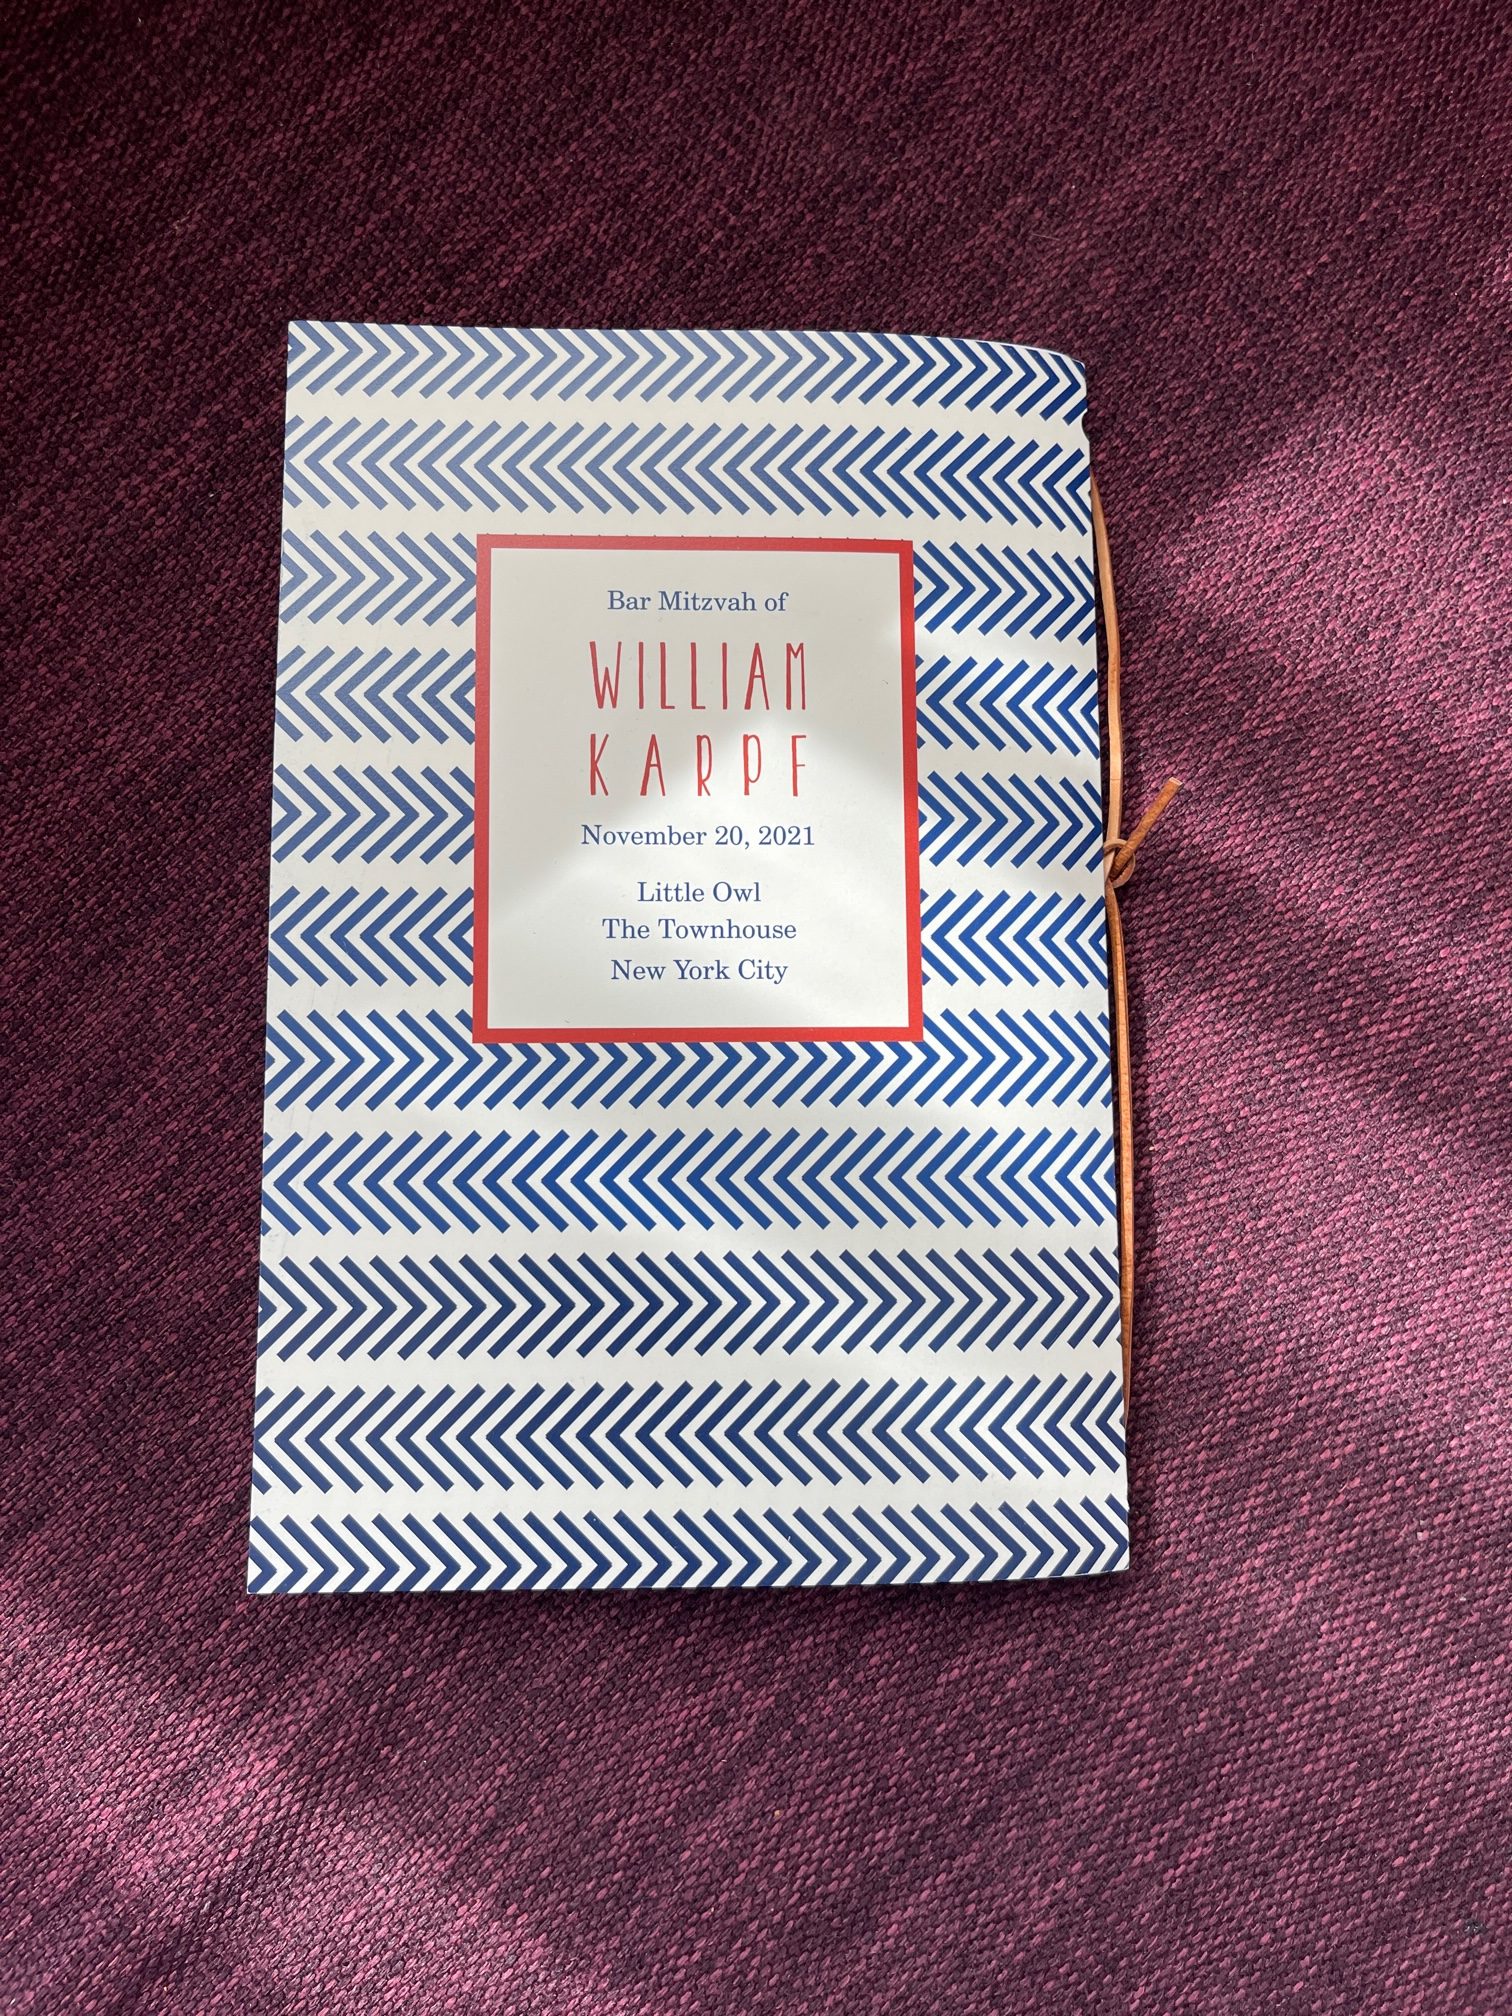 Bar Mitzvah of
WILLIAM
KARPF
November 20, 2021
Little Owl
The Townhouse
New York City